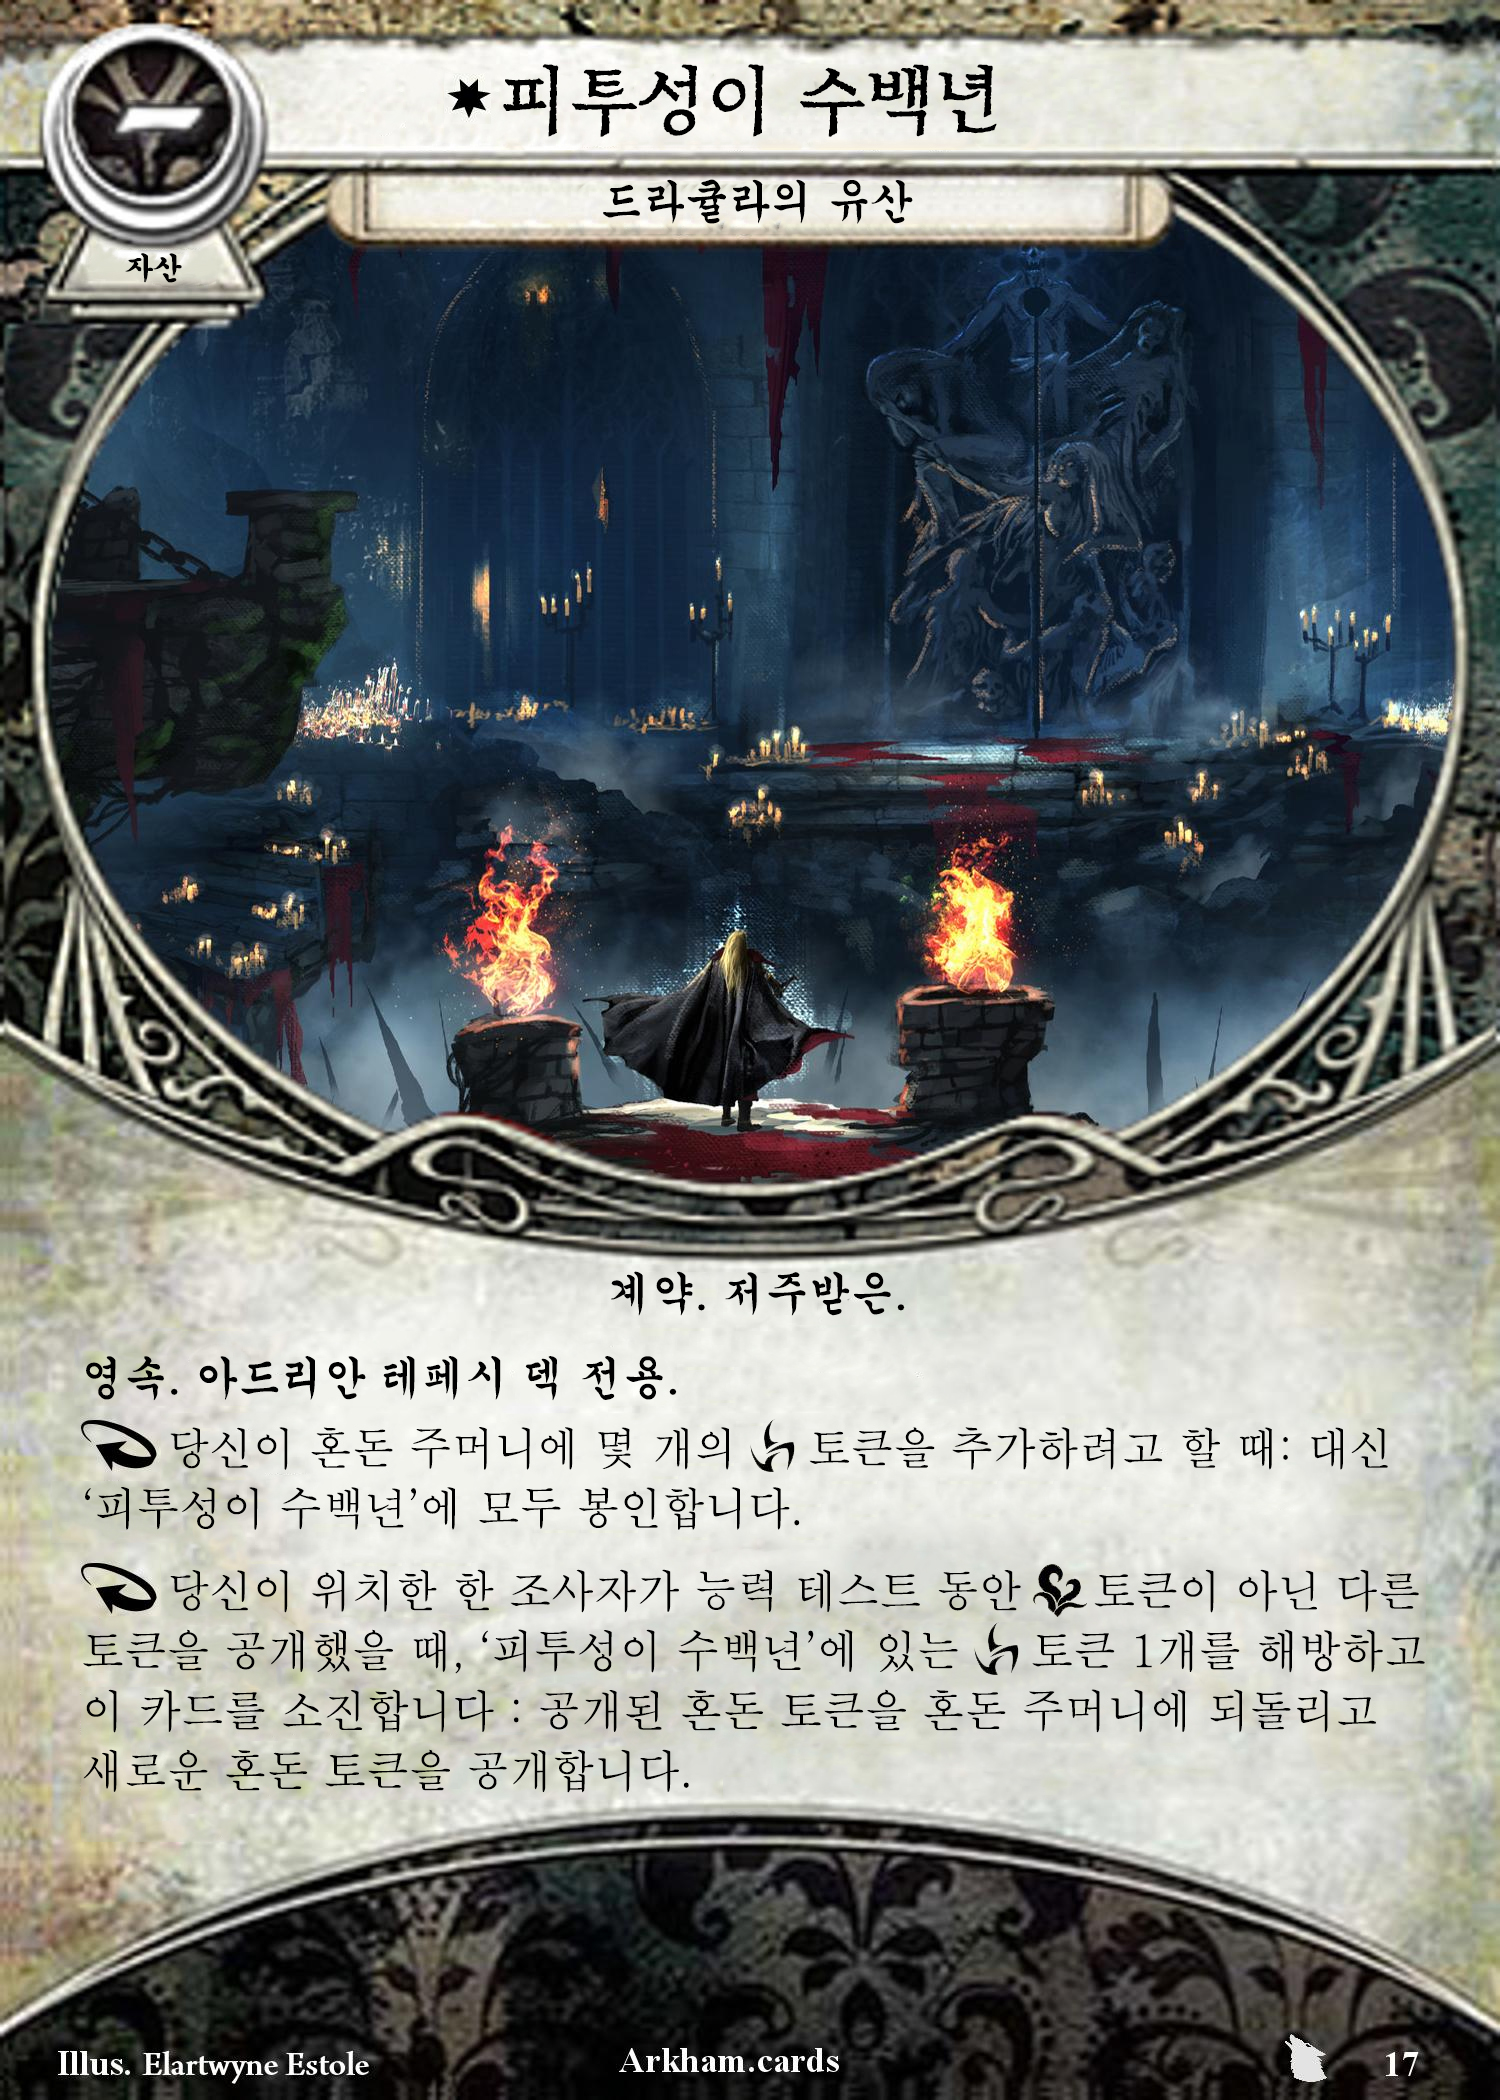 피투성이 수백년
드라큘라의 유산
자산
계약. 저주받은.
영속. 아드리안 테페시 덱 전용.
당신이 혼돈 주머니에 몇 개의 토큰을 추가하려고 할 때: 대신
‘피투성이 수백년’에 모두 봉인합니다.
당신이 위치한 한 조사자가 능력 테스트 동안 토큰이 아닌 다른
토큰을 공개했을 때, ‘피투성이 수백년’에 있는 토큰 1개를 해방하고
이 카드를 소진합니다 : 공개된 혼돈 토큰을 혼돈 주머니에 되돌리고
새로운 혼돈 토큰을 공개합니다.
Illus. Elartwyne Estole
Arkham.cards
17